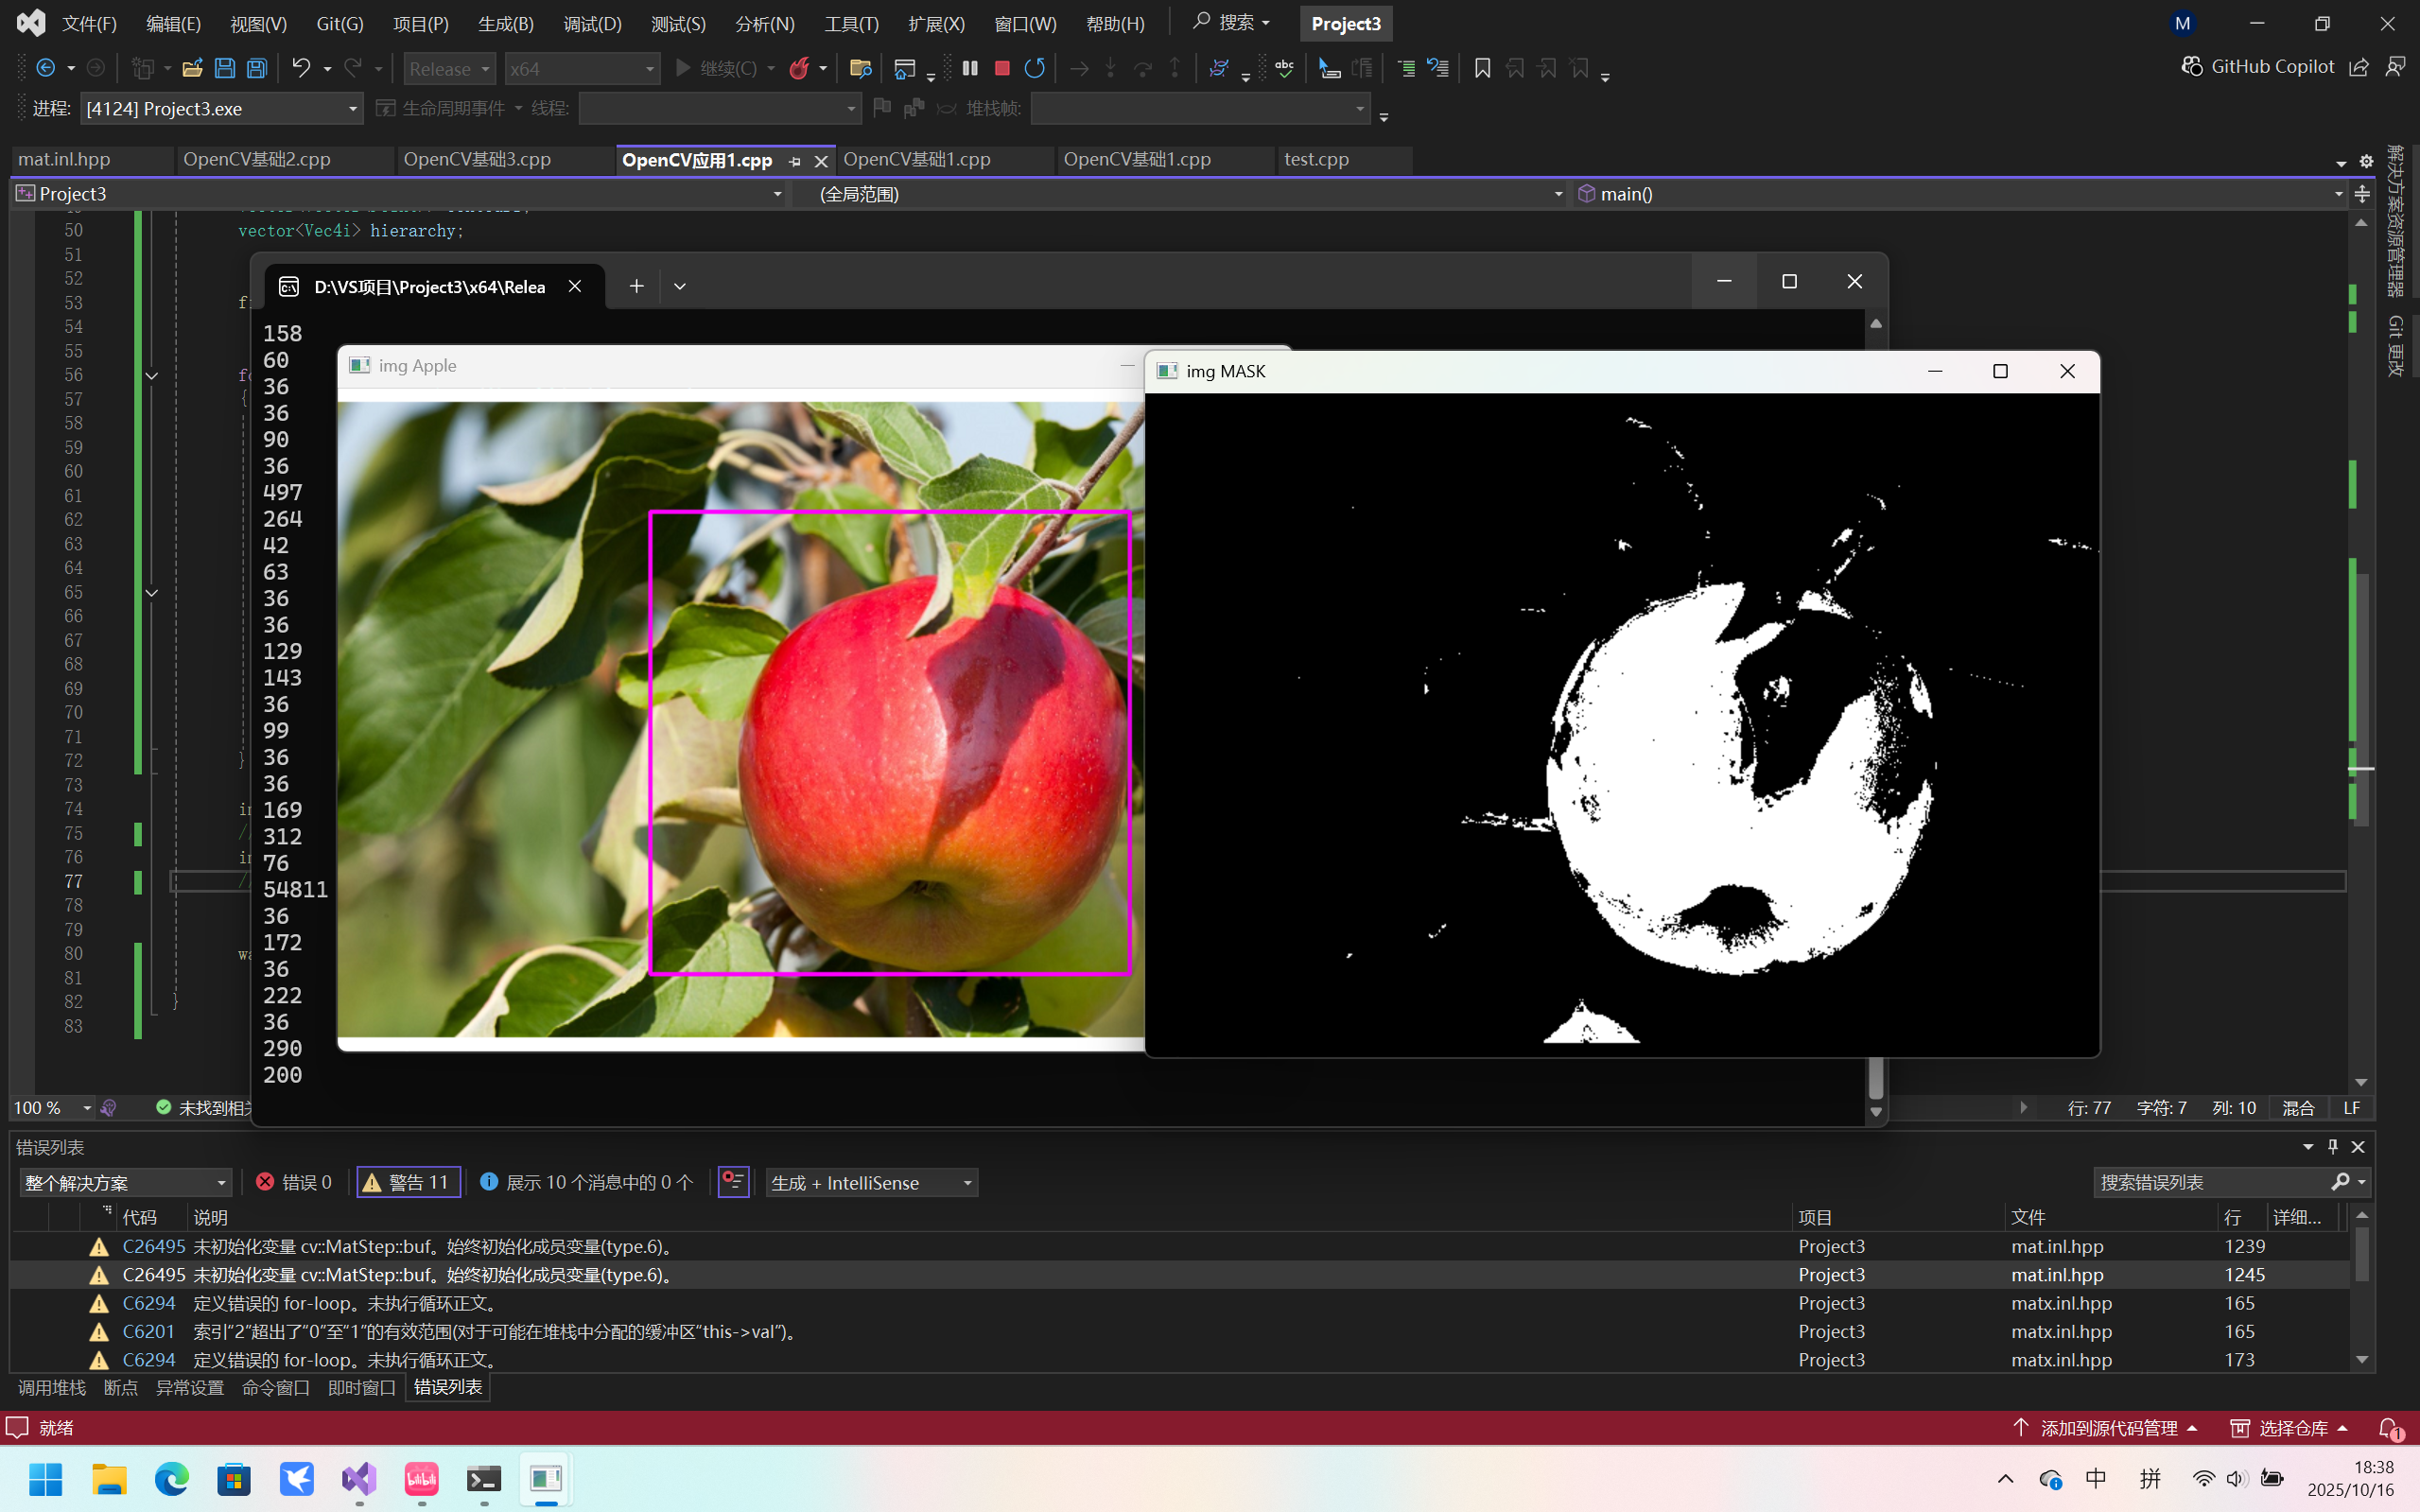 文件(F) 编辑(E) 视图(V) Git(G) 项目(P) 生成(B) 调试(D) 测试(S) 分析(N) 工具(T) 扩展(X) 窗口(W) 帮助(H) 搜索 Project3 M
Release x64 继续(C) GitHub Copilot
进程: [4124] Project3.exe 生命周期事件 线程: 堆栈帧:
mat.inl.hpp OpenCV基础2.cpp OpenCV基础3.cpp OpenCV应用1.cpp OpenCV基础1.cpp OpenCV基础1.cpp test.cpp
Project3 (全局范围) main()
解决方案资源管理器
Git 更改
50 vector<Vec4i> hierarchy;
51
52
53
54
55
56
57 {
58
59
60
61
62
63
64
65
66
67
68
69
70
71
72 }
73
74
75
76
77
78
79
80
81
82 }
83
D:\VS项目\Project3\x64\Relea
158
60
36
36
90
36
497
264
42
63
36
36
129
143
36
99
36
36
169
312
76
54811
36
172
36
222
36
290
200
img Apple
img MASK
100 % 未找到相 行: 77 字符: 7 列: 10 混合 LF
错误列表
整个解决方案 错误 0 警告 11 展示 10 个消息中的 0 个 生成 + IntelliSense 搜索错误列表
代码 说明 项目 文件 行 详细...
C26495 未初始化变量 cv::MatStep::buf。始终初始化成员变量(type.6)。 Project3 mat.inl.hpp 1239
C26495 未初始化变量 cv::MatStep::buf。始终初始化成员变量(type.6)。 Project3 mat.inl.hpp 1245
C6294 定义错误的 for-loop。未执行循环正文。 Project3 matx.inl.hpp 165
C6201 索引“2”超出了“0”至“1”的有效范围(对于可能在堆栈中分配的缓冲区“this->val”)。 Project3 matx.inl.hpp 165
C6294 定义错误的 for-loop。未执行循环正文。 Project3 matx.inl.hpp 173
调用堆栈 断点 异常设置 命令窗口 即时窗口 错误列表
就绪 添加到源代码管理 选择仓库 1
bilibili 中 拼 18:38
2025/10/16